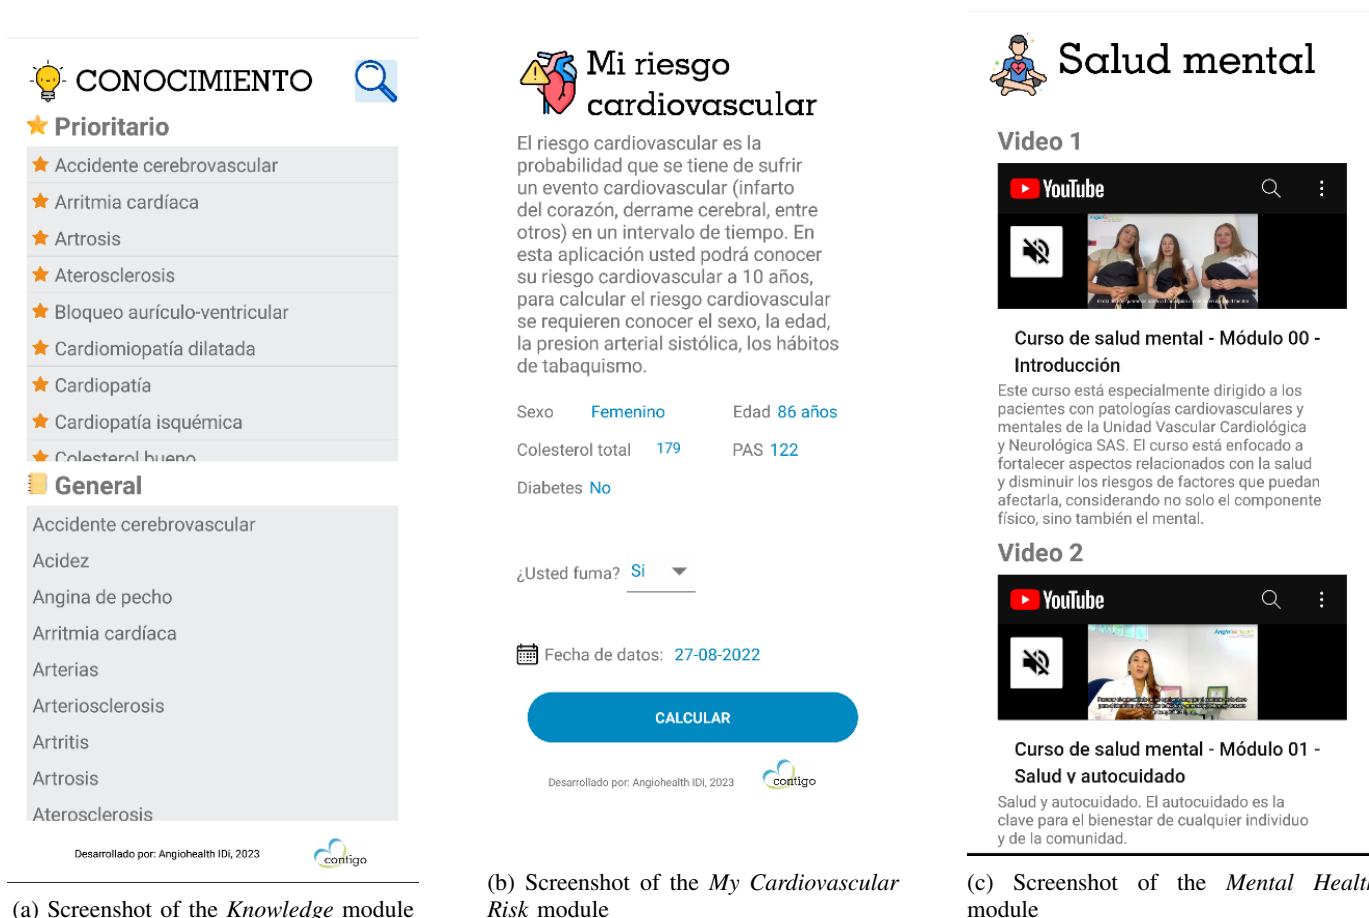 CONOCIMIENTO
Prioritario
Accidente cerebrovascular
Arritmia cardíaca
Artrosis
Aterosclerosis
Bloqueo aurículo-ventricular
Cardiomiopatía dilatada
Cardiopatía
Cardiopatía isquémica
Colesterol bueno
General
Accidente cerebrovascular
Acidez
Angina de pecho
Arritmia cardíaca
Arterias
Arteriosclerosis
Artritis
Artrosis
Aterosclerosis
Desarrollado por: Angiohealth IDi, 2023
contigo
(a) Screenshot of the Knowledge module
Mi riesgo
cardiovascular
El riesgo cardiovascular es la
probabilidad que se tiene de sufrir
un evento cardiovascular (infarto
del corazón, derrame cerebral, entre
otros) en un intervalo de tiempo. En
esta aplicación usted podrá conocer
su riesgo cardiovascular a 10 años,
para calcular el riesgo cardiovascular
se requieren conocer el sexo, la edad,
la presion arterial sistólica, los hábitos
de tabaquismo.
Sexo Femenino Edad 86 años
Colesterol total 179 PAS 122
Diabetes No
¿Usted fuma? Si
Fecha de datos: 27-08-2022
CALCULAR
Desarrollado por: Angiohealth IDi, 2023
contigo
(b) Screenshot of the My Cardiovascular
Risk module
Salud mental
Video 1
YouTube
Curso de salud mental - Módulo 00 -
Introducción
Este curso está especialmente dirigido a los
pacientes con patologías cardiovasculares y
mentales de la Unidad Vascular Cardiológica
y Neurológica SAS. El curso está enfocado a
fortalecer aspectos relacionados con la salud
y disminuir los riesgos de factores que puedan
afectarla, considerando no solo el componente
físico, sino también el mental.
Video 2
YouTube
Curso de salud mental - Módulo 01 -
Salud y autocuidado
Salud y autocuidado. El autocuidado es la
clave para el bienestar de cualquier individuo
y de la comunidad.
(c) Screenshot of the Mental Health
module